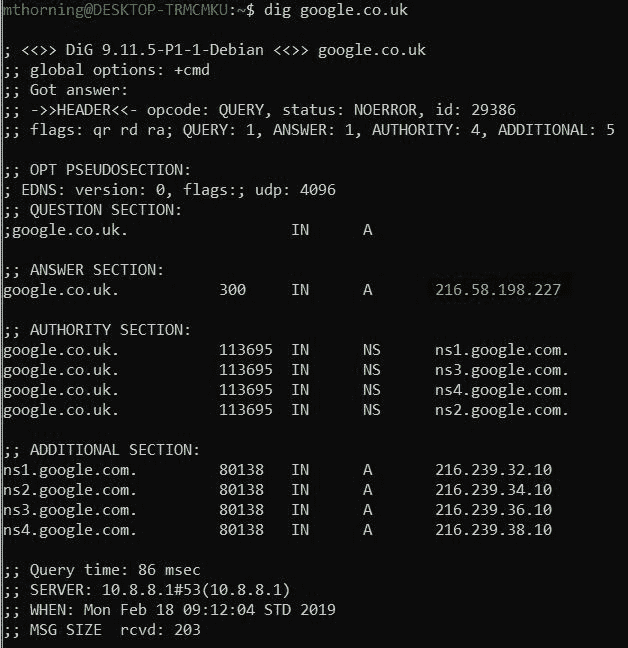 mthorning@DESKTOP-TRMCMKU:~$ dig google.co.uk
; <<>> DiG 9.11.5-P1-1-Debian <<>> google.co.uk
;; global options: +cmd
;; Got answer:
;; ->>HEADER<<- opcode: QUERY, status: NOERROR, id: 29386
;; flags: qr rd ra; QUERY: 1, ANSWER: 1, AUTHORITY: 4, ADDITIONAL: 5
;; OPT PSEUDOSECTION:
; EDNS: version: 0, flags:; udp: 4096
;; QUESTION SECTION:
;google.co.uk. IN A
;; ANSWER SECTION:
google.co.uk. 300 IN A 216.58.198.227
;; AUTHORITY SECTION:
google.co.uk. 113695 IN NS ns1.google.com.
google.co.uk. 113695 IN NS ns3.google.com.
google.co.uk. 113695 IN NS ns4.google.com.
google.co.uk. 113695 IN NS ns2.google.com.
;; ADDITIONAL SECTION:
ns1.google.com. 80138 IN A 216.239.32.10
ns2.google.com. 80138 IN A 216.239.34.10
ns3.google.com. 80138 IN A 216.239.36.10
ns4.google.com. 80138 IN A 216.239.38.10
;; Query time: 86 msec
;; SERVER: 10.8.8.1#53(10.8.8.1)
;; WHEN: Mon Feb 18 09:12:04 STD 2019
;; MSG SIZE rcvd: 203